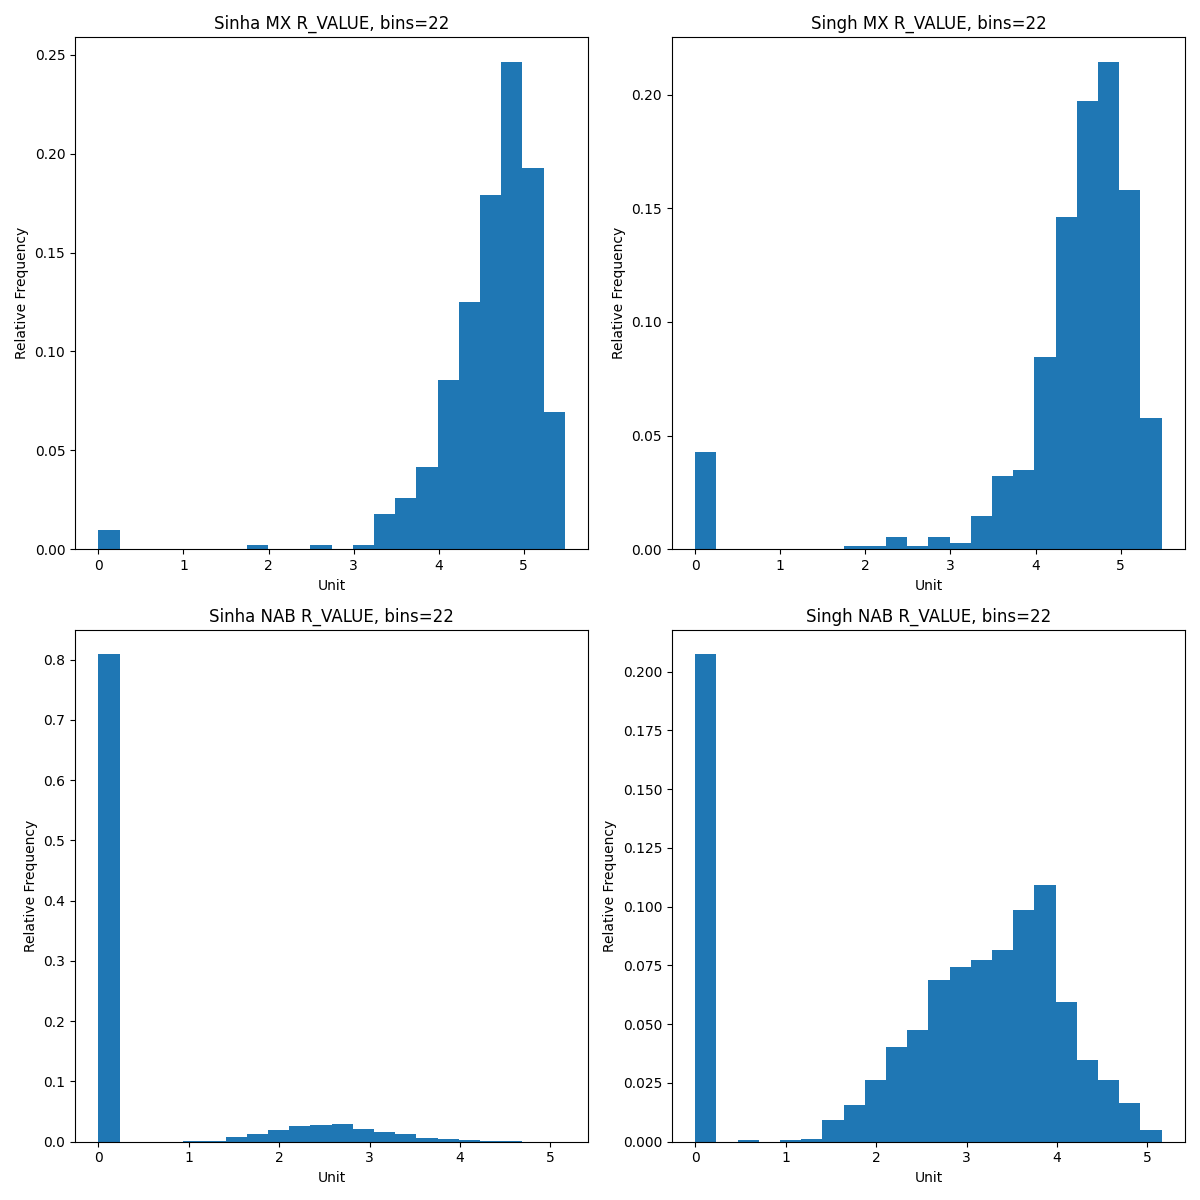 Sinha MX R_VALUE, bins=22
Relative Frequency
0.25
0.20
0.15
0.10
0.05
0.00
0 1 2 3 4 5
Unit
Singh MX R_VALUE, bins=22
Relative Frequency
0.20
0.15
0.10
0.05
0.00
0 1 2 3 4 5
Unit
Sinha NAB R_VALUE, bins=22
Relative Frequency
0.8
0.7
0.6
0.5
0.4
0.3
0.2
0.1
0.0
0 1 2 3 4 5
Unit
Singh NAB R_VALUE, bins=22
Relative Frequency
0.200
0.175
0.150
0.125
0.100
0.075
0.050
0.025
0.000
0 1 2 3 4 5
Unit